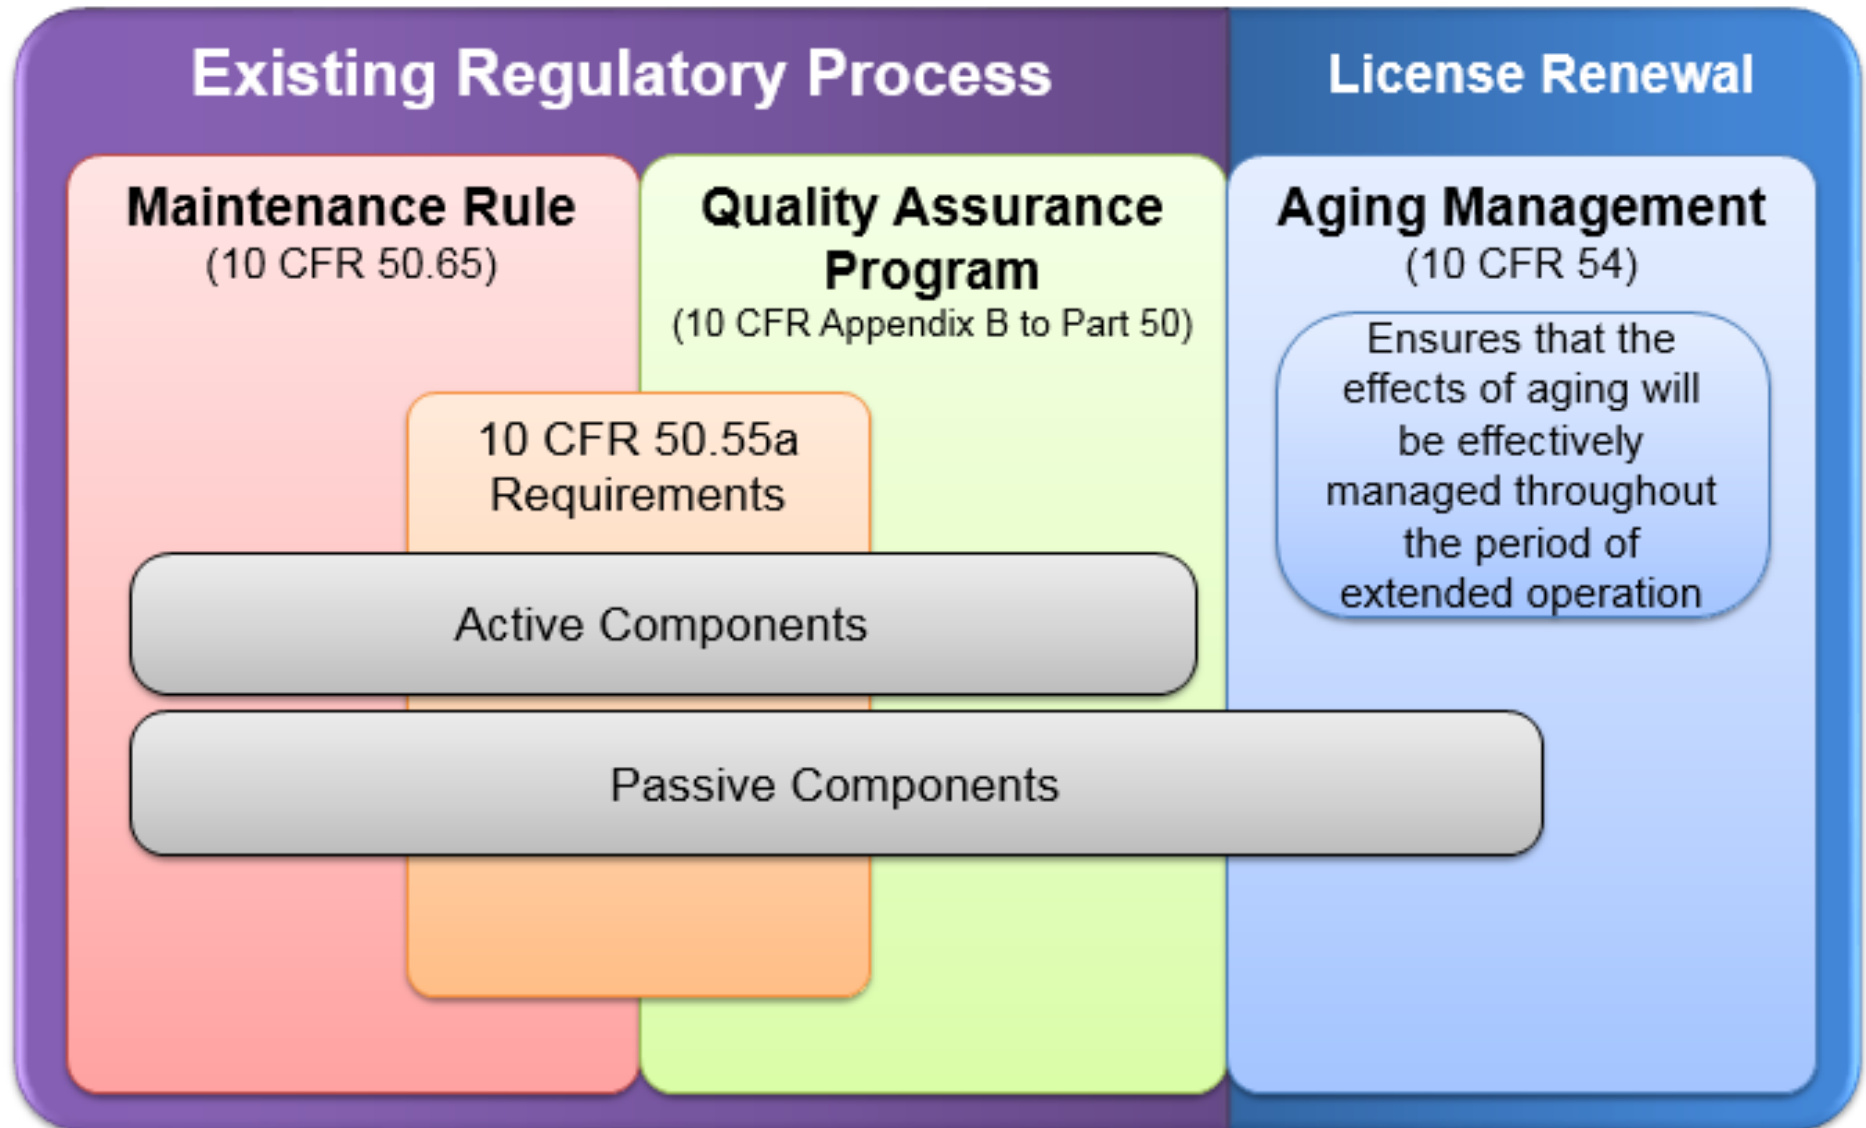 Existing Regulatory Process
License Renewal
Maintenance Rule
(10 CFR 50.65)
Quality Assurance
Program
(10 CFR Appendix B to Part 50)
Aging Management
(10 CFR 54)
Ensures that the
effects of aging will
be effectively
managed throughout
the period of
extended operation
10 CFR 50.55a
Requirements
Active Components
Passive Components